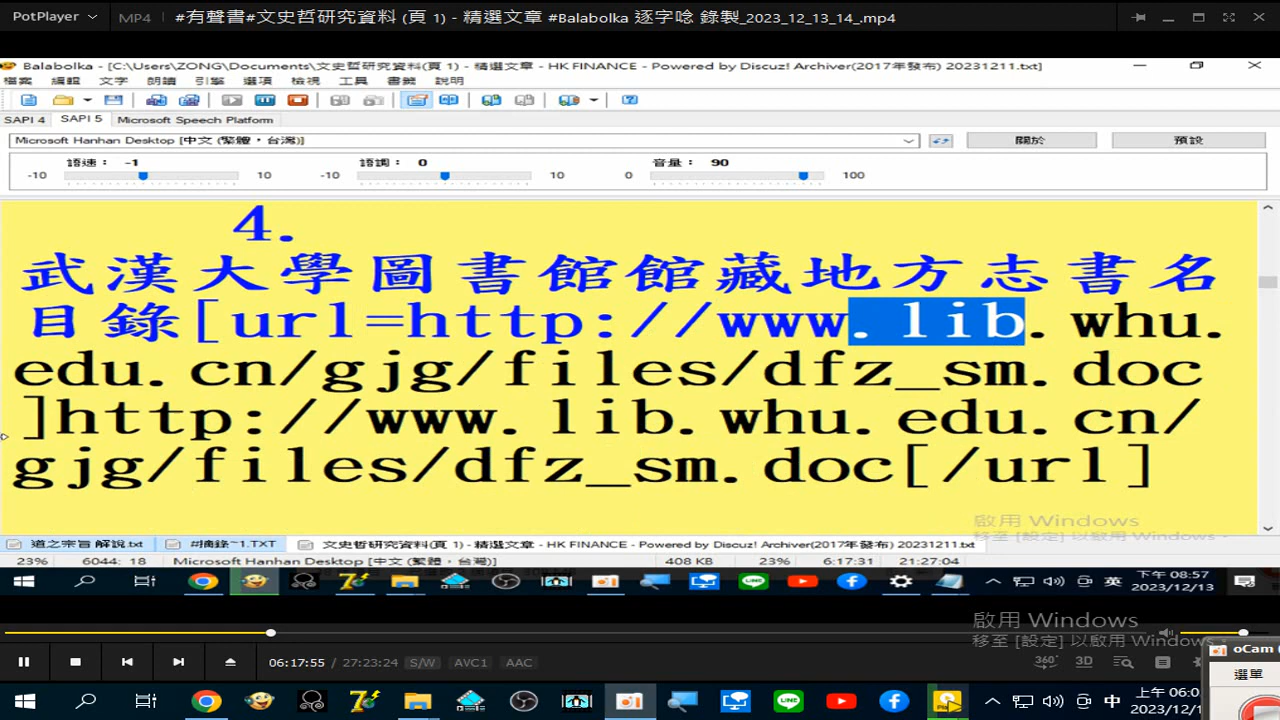 PotPlayer MP4 #有聲書#文史哲研究資料 (頁 1) - 精選文章 #Balabolka 逐字唸 錄製_2023_12_13_14_.mp4
Balabolka - [C:\Users\ZONG\Documents\文史哲研究資料(頁 1) - 精選文章 - HK FINANCE - Powered by Discuz! Archiver(2017年發布) 20231211.txt]
檔案 編輯 文字 朗讀 引擎 選項 檢視 工具 書籤 說明
SAPI 4 SAPI 5 Microsoft Speech Platform
Microsoft Hanhan Desktop [中文 (繁體，台灣)] 關於 預設
語速： -1 語調： 0 音量： 90
-10 10 -10 10 0 100
4.
武漢大學圖書館館藏地方志書名
目錄[url=http://www.lib.whu.
edu.cn/gjg/files/dfz_sm.doc
]http://www.lib.whu.edu.cn/
gjg/files/dfz_sm.doc[/url]
啟用 Windows
移至 [設定] 以啟用 Windows。
道之宗旨 解說.txt #摘錄~1.TXT 文史哲研究資料(頁 1) - 精選文章 - HK FINANCE - Powered by Discuz! Archiver(2017年發布) 20231211.txt
23% 6044: 18 Microsoft Hanhan Desktop [中文 (繁體，台灣)] 408 KB 23% 6:17:31 21:27:04
英 下午 08:57
2023/12/13
啟用 Windows
移至 [設定] 以啟用 Windows。
06:17:55 / 27:23:24 S/W AVC1 AAC 360° 3D
oCam
選單
中 上午 06:0
2023/12/1